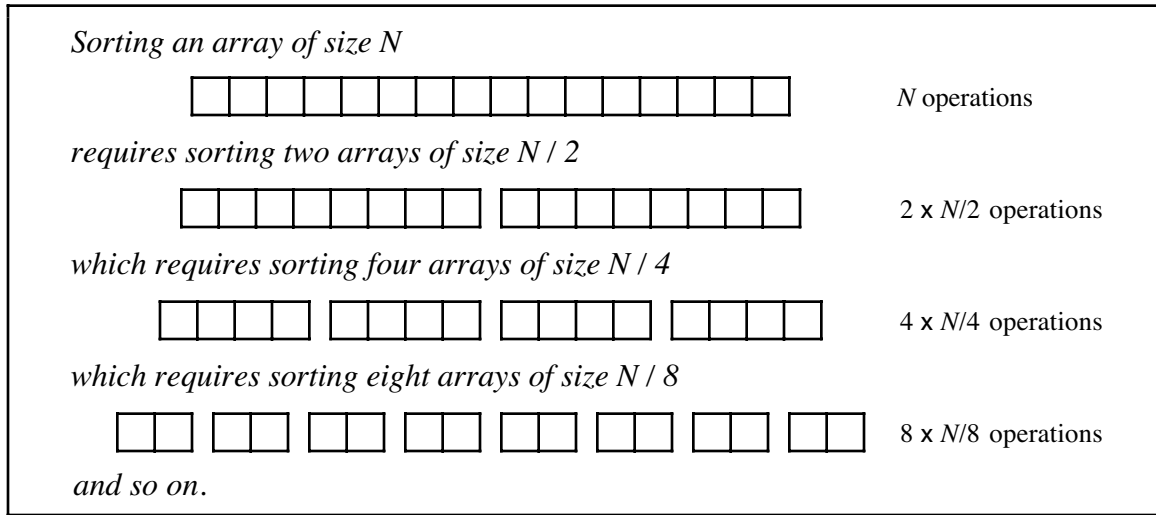 Sorting an array of size N
N operations
requires sorting two arrays of size N / 2
2 x N/2 operations
which requires sorting four arrays of size N / 4
4 x N/4 operations
which requires sorting eight arrays of size N / 8
8 x N/8 operations
and so on.